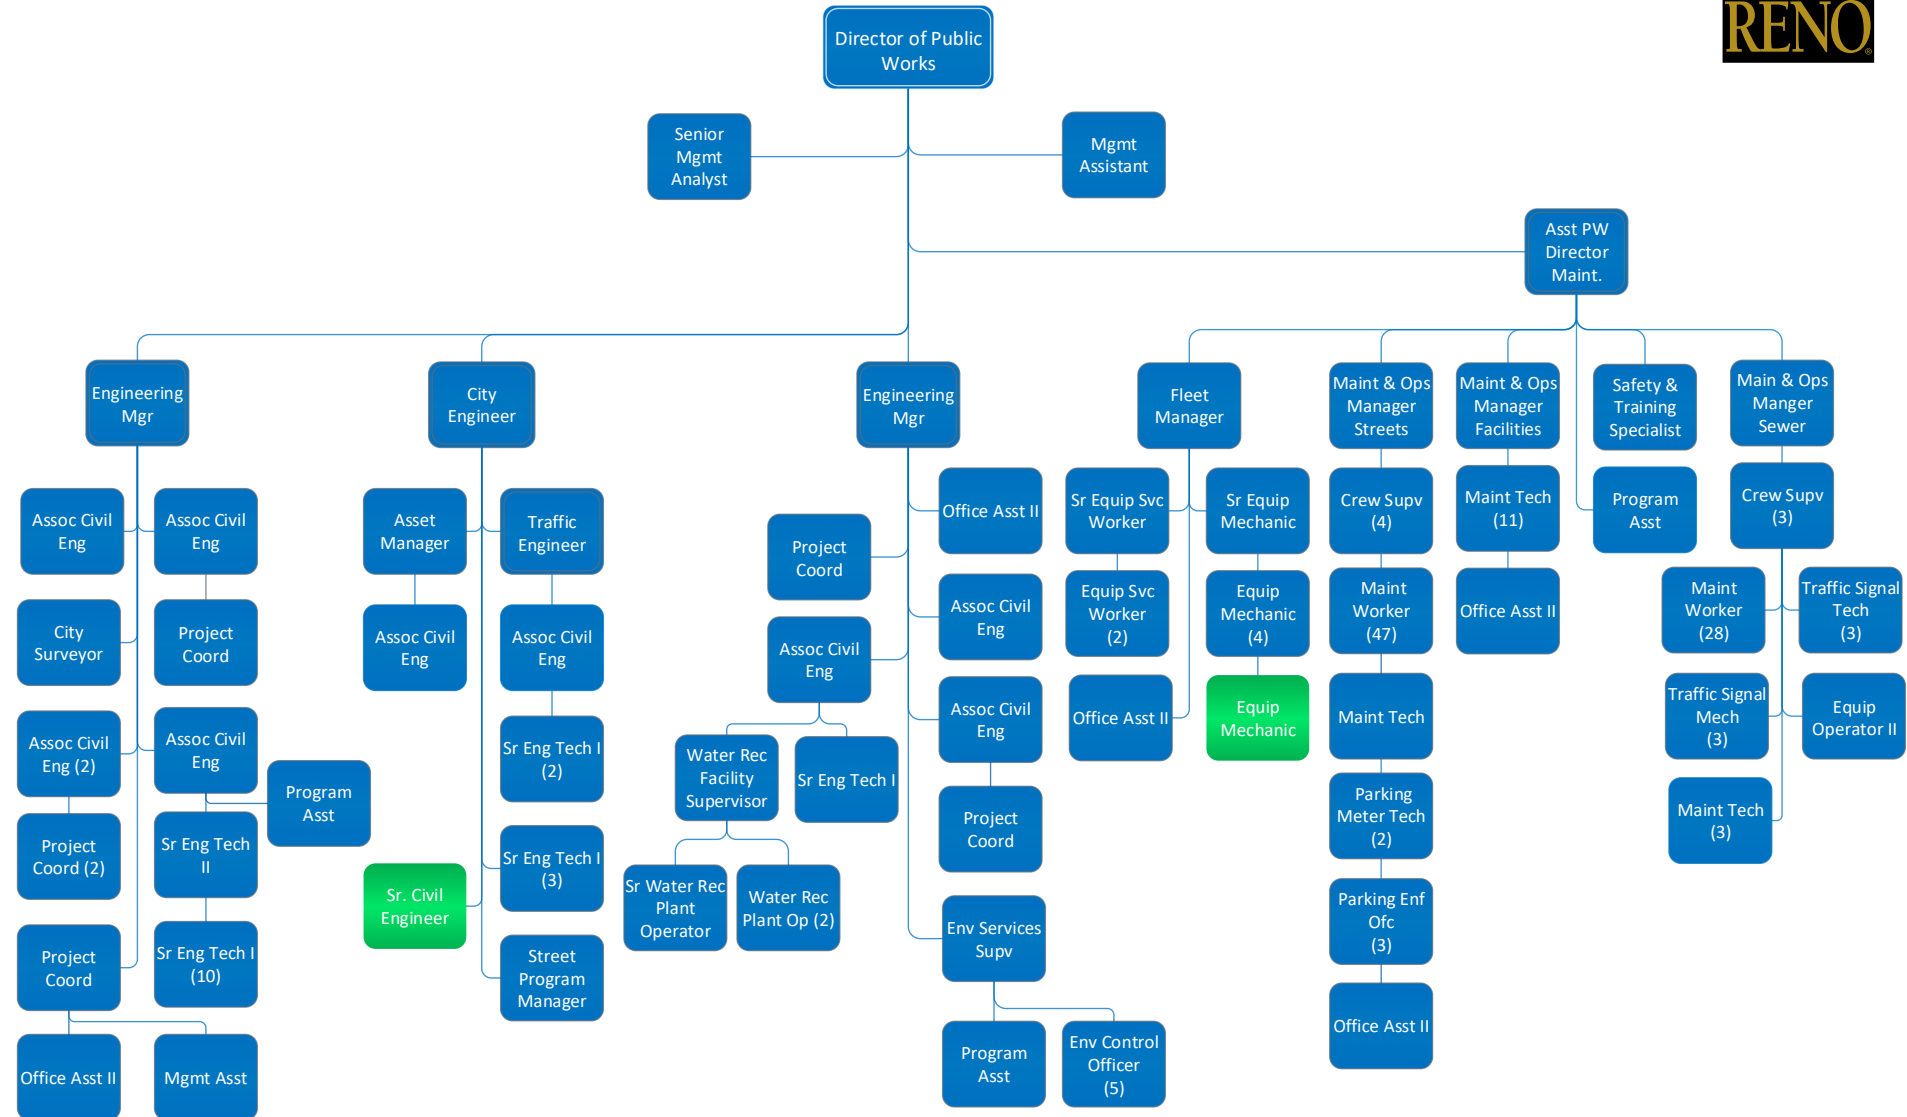 RENO
®
Director of Public
Works
Senior
Mgmt
Analyst
Mgmt
Assistant
Asst PW
Director
Maint.
Engineering
Mgr
City
Engineer
Engineering
Mgr
Fleet
Manager
Maint & Ops
Manager
Streets
Maint & Ops
Manager
Facilities
Safety &
Training
Specialist
Main & Ops
Manger
Sewer
Assoc Civil
Eng
Assoc Civil
Eng
City
Surveyor
Project
Coord
Assoc Civil
Eng (2)
Assoc Civil
Eng
Program
Asst
Project
Coord (2)
Sr Eng Tech
II
Project
Coord
Sr Eng Tech I
(10)
Office Asst II
Mgmt Asst
Asset
Manager
Traffic
Engineer
Assoc Civil
Eng
Assoc Civil
Eng
Sr Eng Tech I
(2)
Sr. Civil
Engineer
Sr Eng Tech I
(3)
Street
Program
Manager
Office Asst II
Project
Coord
Assoc Civil
Eng
Assoc Civil
Eng
Assoc Civil
Eng
Water Rec
Facility
Supervisor
Sr Eng Tech I
Project
Coord
Sr Water Rec
Plant
Operator
Water Rec
Plant Op (2)
Env Services
Supv
Program
Asst
Env Control
Officer
(5)
Sr Equip Svc
Worker
Sr Equip
Mechanic
Equip Svc
Worker
(2)
Equip
Mechanic
(4)
Office Asst II
Equip
Mechanic
Crew Supv
(4)
Maint
Worker
(47)
Maint Tech
Parking
Meter Tech
(2)
Parking Enf
Ofc
(3)
Office Asst II
Maint Tech
(11)
Office Asst II
Program
Asst
Crew Supv
(3)
Maint
Worker
(28)
Traffic Signal
Tech
(3)
Traffic Signal
Mech
(3)
Equip
Operator II
Maint Tech
(3)